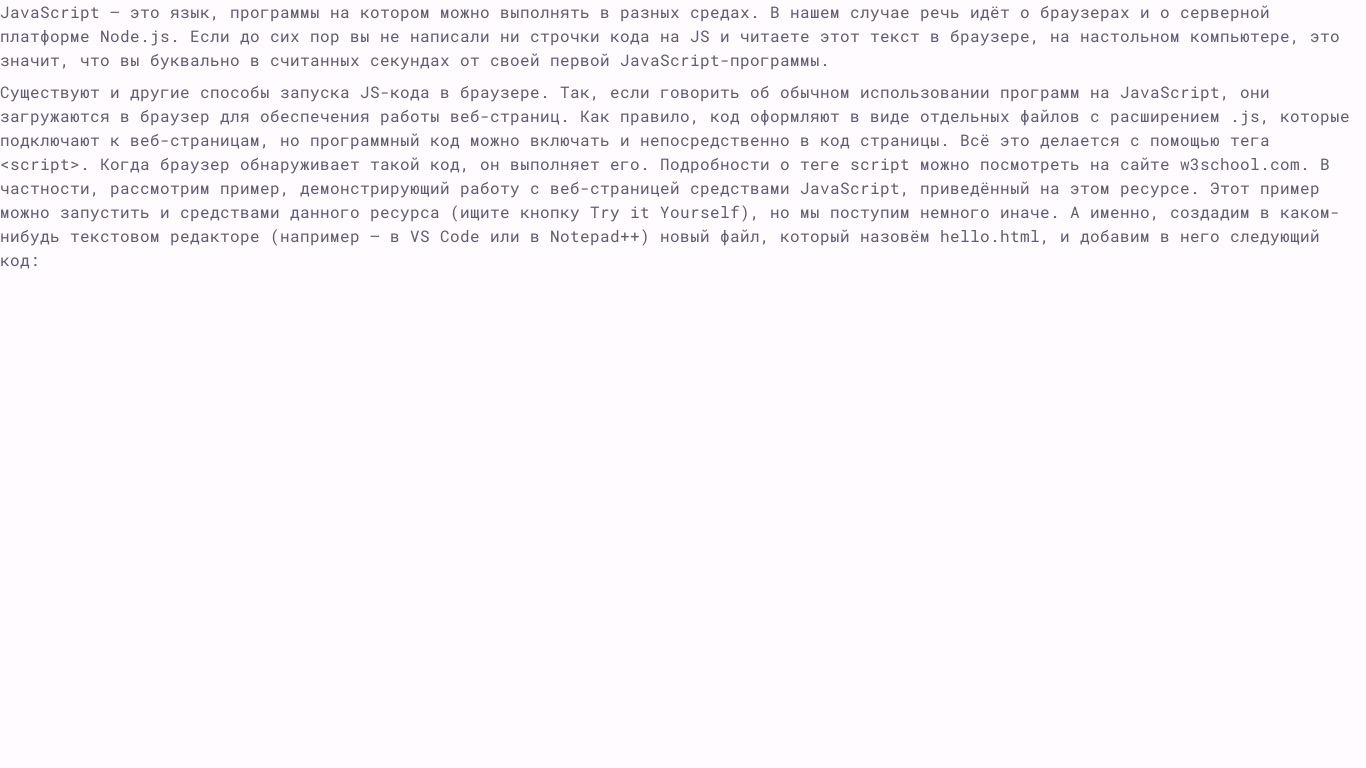 JavaScript — это язык, программы на котором можно выполнять в разных средах. В нашем случае речь идёт о браузерах и о серверной
платформе Node.js. Если до сих пор вы не написали ни строчки кода на JS и читаете этот текст в браузере, на настольном компьютере, это
значит, что вы буквально в считанных секундах от своей первой JavaScript-программы.
Существуют и другие способы запуска JS-кода в браузере. Так, если говорить об обычном использовании программ на JavaScript, они
загружаются в браузер для обеспечения работы веб-страниц. Как правило, код оформляют в виде отдельных файлов с расширением .js, которые
подключают к веб-страницам, но программный код можно включать и непосредственно в код страницы. Всё это делается с помощью тега
<script>. Когда браузер обнаруживает такой код, он выполняет его. Подробности о теге script можно посмотреть на сайте w3school.com. В
частности, рассмотрим пример, демонстрирующий работу с веб-страницей средствами JavaScript, приведённый на этом ресурсе. Этот пример
можно запустить и средствами данного ресурса (ищите кнопку Try it Yourself), но мы поступим немного иначе. А именно, создадим в каком-
нибудь текстовом редакторе (например — в VS Code или в Notepad++) новый файл, который назовём hello.html, и добавим в него следующий
код: